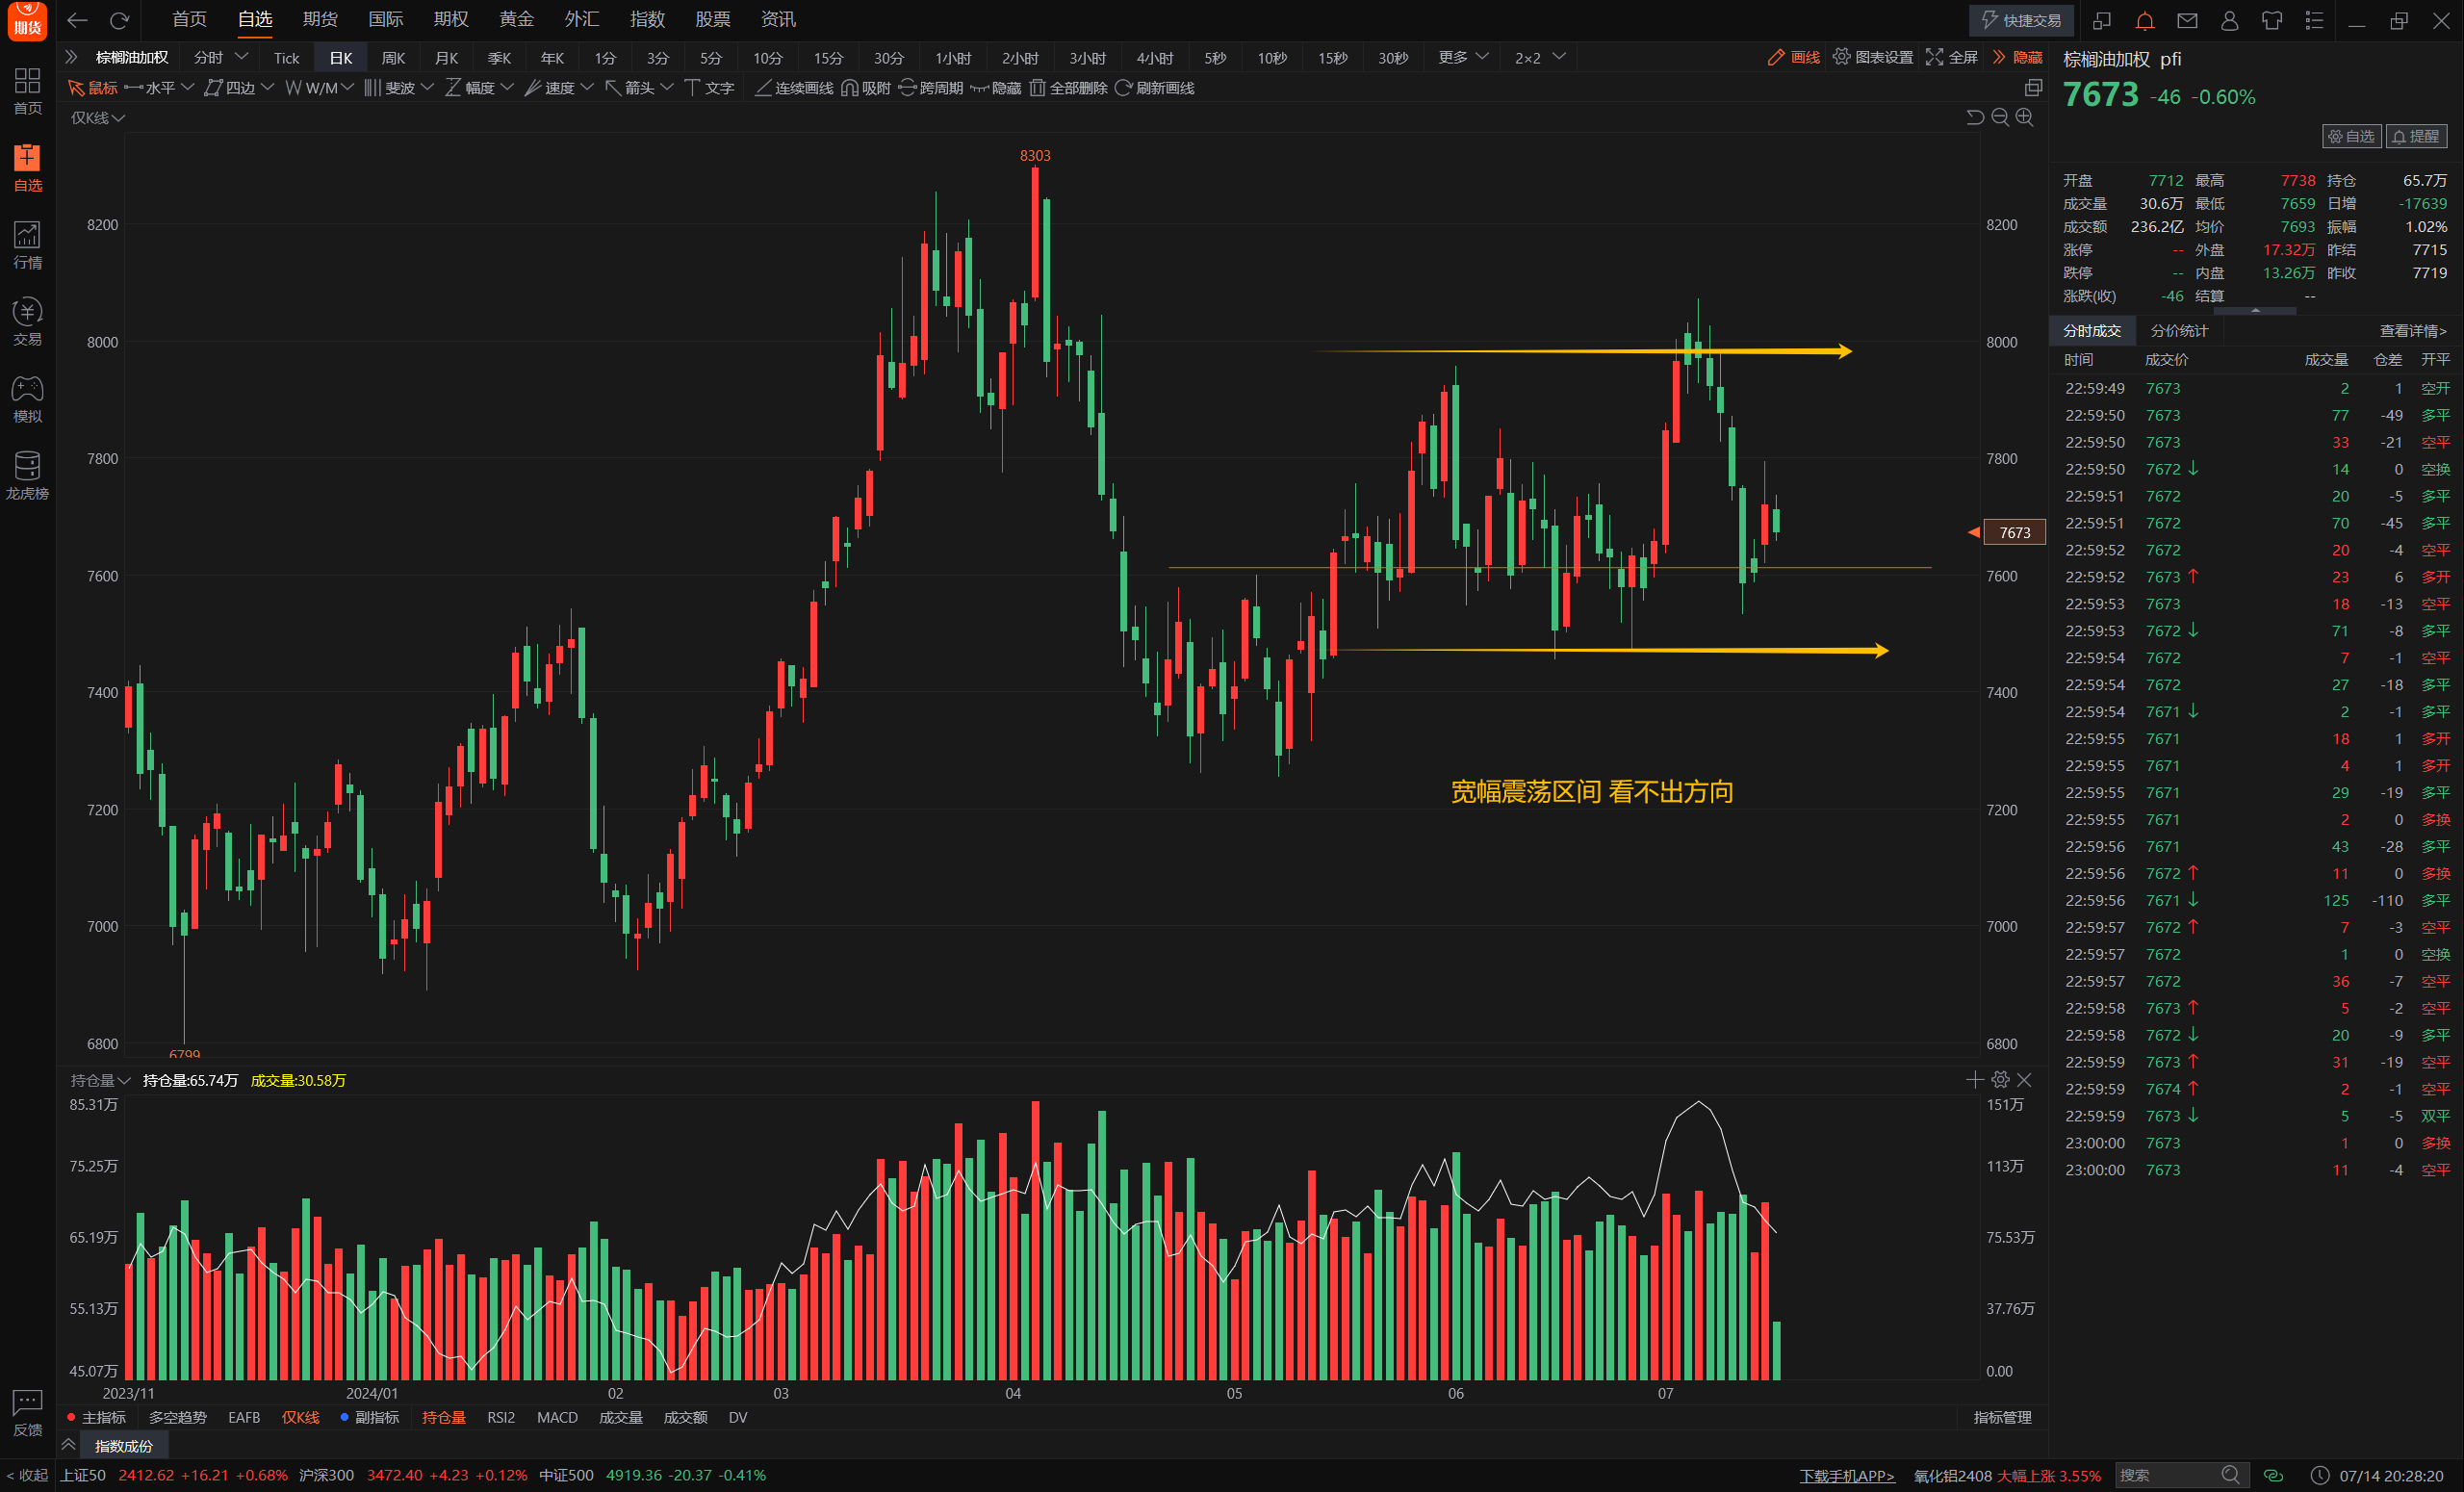 期货
首页 自选 期货 国际 期权 黄金 外汇 指数 股票 资讯
快捷交易
棕榈油加权 分时 Tick 日K 周K 月K 季K 年K 1分 3分 5分 10分 15分 30分 1小时 2小时 3小时 4小时 5秒 10秒 15秒 30秒 更多 2×2
画线 图表设置 全屏 隐藏
鼠标 水平 四边 W/M 斐波 幅度 速度 箭头 文字 连续画线 吸附 跨周期 隐藏 全部删除 刷新画线
首页
自选
行情
交易
模拟
龙虎榜
反馈
仅K线
8303
8200 8200
8000 8000
7800 7800
7673
7600 7600
7400 7400
宽幅震荡区间 看不出方向
7200 7200
7000 7000
6800 6800
6799
持仓量 持仓量:65.74万 成交量:30.58万
85.31万 151万
75.25万 113万
65.19万 75.53万
55.13万 37.76万
45.07万 0.00
2023/11 2024/01 02 03 04 05 06 07
主指标 多空趋势 EAFB 仅K线 副指标 持仓量 RSI2 MACD 成交量 成交额 DV 指标管理
指数成份
棕榈油加权 pfi
7673 -46 -0.60%
自选 提醒
开盘 7712 最高 7738 持仓 65.7万
成交量 30.6万 最低 7659 日增 -17639
成交额 236.2亿 均价 7693 振幅 1.02%
涨停 -- 外盘 17.32万 昨结 7715
跌停 -- 内盘 13.26万 昨收 7719
涨跌(收) -46 结算 --
分时成交 分价统计 查看详情>
时间 成交价 成交量 仓差 开平
22:59:49 7673 2 1 空开
22:59:50 7673 77 -49 多平
22:59:50 7673 33 -21 空平
22:59:50 7672 ↓ 14 0 空换
22:59:51 7672 20 -5 多平
22:59:51 7672 70 -45 多平
22:59:52 7672 20 -4 空平
22:59:52 7673 ↑ 23 6 多开
22:59:53 7673 18 -13 空平
22:59:53 7672 ↓ 71 -8 多平
22:59:54 7672 7 -1 空平
22:59:54 7672 27 -18 多平
22:59:54 7671 ↓ 2 -1 多平
22:59:55 7671 18 1 多开
22:59:55 7671 4 1 多开
22:59:55 7671 29 -19 多平
22:59:55 7671 2 0 多换
22:59:56 7671 43 -28 多平
22:59:56 7672 ↑ 11 0 多换
22:59:56 7671 ↓ 125 -110 多平
22:59:57 7672 ↑ 7 -3 空平
22:59:57 7672 1 0 空换
22:59:57 7672 36 -7 空平
22:59:58 7673 ↑ 5 -2 空平
22:59:58 7672 ↓ 20 -9 多平
22:59:59 7673 ↑ 31 -19 空平
22:59:59 7674 ↑ 2 -1 空平
22:59:59 7673 ↓ 5 -5 双平
23:00:00 7673 1 0 多换
23:00:00 7673 11 -4 空平
< 收起 上证50 2412.62 +16.21 +0.68% 沪深300 3472.40 +4.23 +0.12% 中证500 4919.36 -20.37 -0.41%
下载手机APP> 氧化铝2408 大幅上涨 3.55% 搜索 07/14 20:28:20